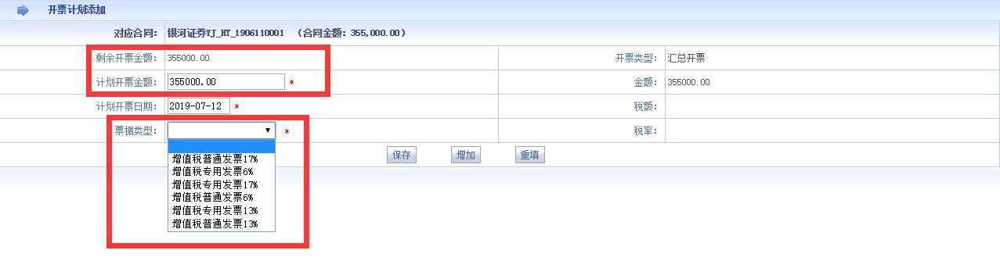 开票计划添加
对应合同： 银河证券YJ_HT_1906110001 （合同金额：355,000.00）
剩余开票金额： 355000.00 开票类型： 汇总开票
计划开票金额： 355000.00 * 金额： 355000.00
计划开票日期： 2019-07-12 * 税额：
票据类型： * 税率：
保存 增加 重填
增值税普通发票17%
增值税专用发票6%
增值税专用发票17%
增值税普通发票6%
增值税专用发票13%
增值税普通发票13%